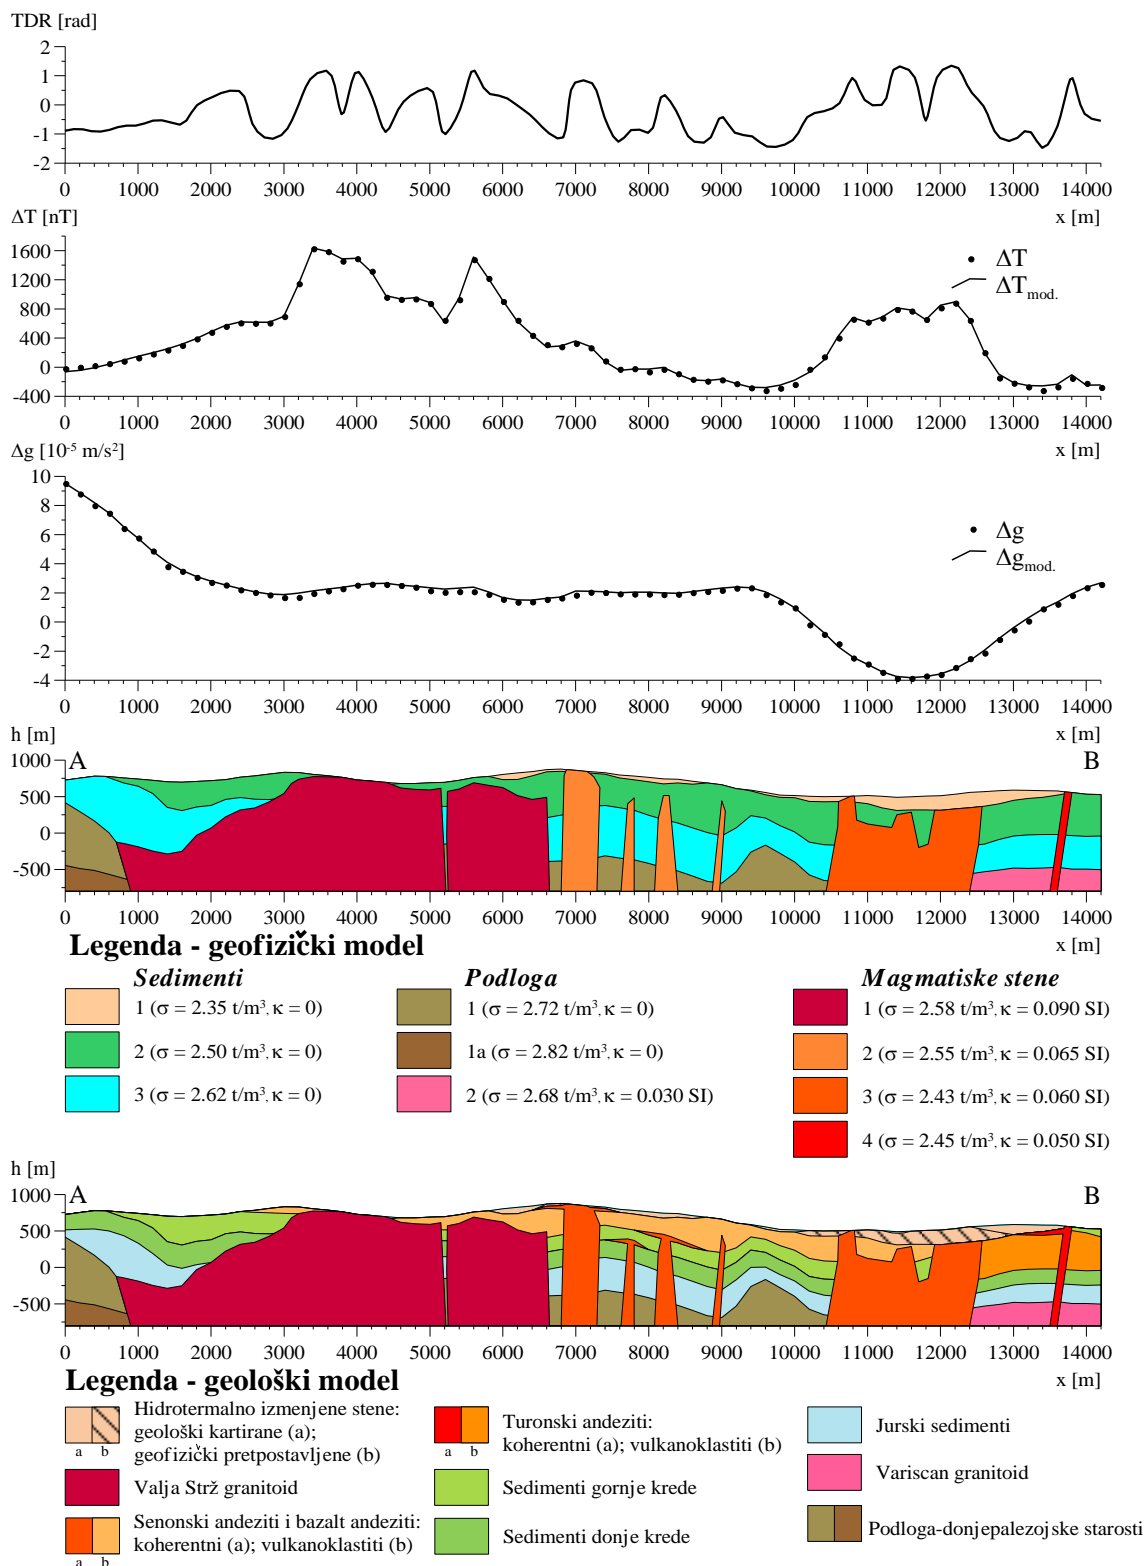 TDR [rad]
2
1
0
-1
-2
0 1000 2000 3000 4000 5000 6000 7000 8000 9000 10000 11000 12000 13000 14000
x [m]
ΔT [nT]
1600
1200
800
400
0
-400
ΔT
ΔTmod.
0 1000 2000 3000 4000 5000 6000 7000 8000 9000 10000 11000 12000 13000 14000
x [m]
Δg [10⁻⁵ m/s²]
10
8
6
4
2
0
-2
-4
Δg
Δgmod.
0 1000 2000 3000 4000 5000 6000 7000 8000 9000 10000 11000 12000 13000 14000
x [m]
h [m]
A B
1000
500
0
-500
0 1000 2000 3000 4000 5000 6000 7000 8000 9000 10000 11000 12000 13000 14000
x [m]
Legenda - geofizički model
Sedimenti
1 (σ = 2.35 t/m³, κ = 0)
2 (σ = 2.50 t/m³, κ = 0)
3 (σ = 2.62 t/m³, κ = 0)
Podloga
1 (σ = 2.72 t/m³, κ = 0)
1a (σ = 2.82 t/m³, κ = 0)
2 (σ = 2.68 t/m³, κ = 0.030 SI)
Magmatiske stene
1 (σ = 2.58 t/m³, κ = 0.090 SI)
2 (σ = 2.55 t/m³, κ = 0.065 SI)
3 (σ = 2.43 t/m³, κ = 0.060 SI)
4 (σ = 2.45 t/m³, κ = 0.050 SI)
h [m]
A B
1000
500
0
-500
0 1000 2000 3000 4000 5000 6000 7000 8000 9000 10000 11000 12000 13000 14000
x [m]
Legenda - geološki model
Hidrotermalno izmenjene stene:
geološki kartirane (a);
geofizički pretpostavljene (b)
a b
Valja Strž granitoid
Senonski andeziti i bazalt andeziti:
koherentni (a); vulkanoklastiti (b)
a b
Turonski andeziti:
koherentni (a); vulkanoklastiti (b)
a b
Sedimenti gornje krede
Sedimenti donje krede
Jurski sedimenti
Variscan granitoid
Podloga-donjepalezojske starosti